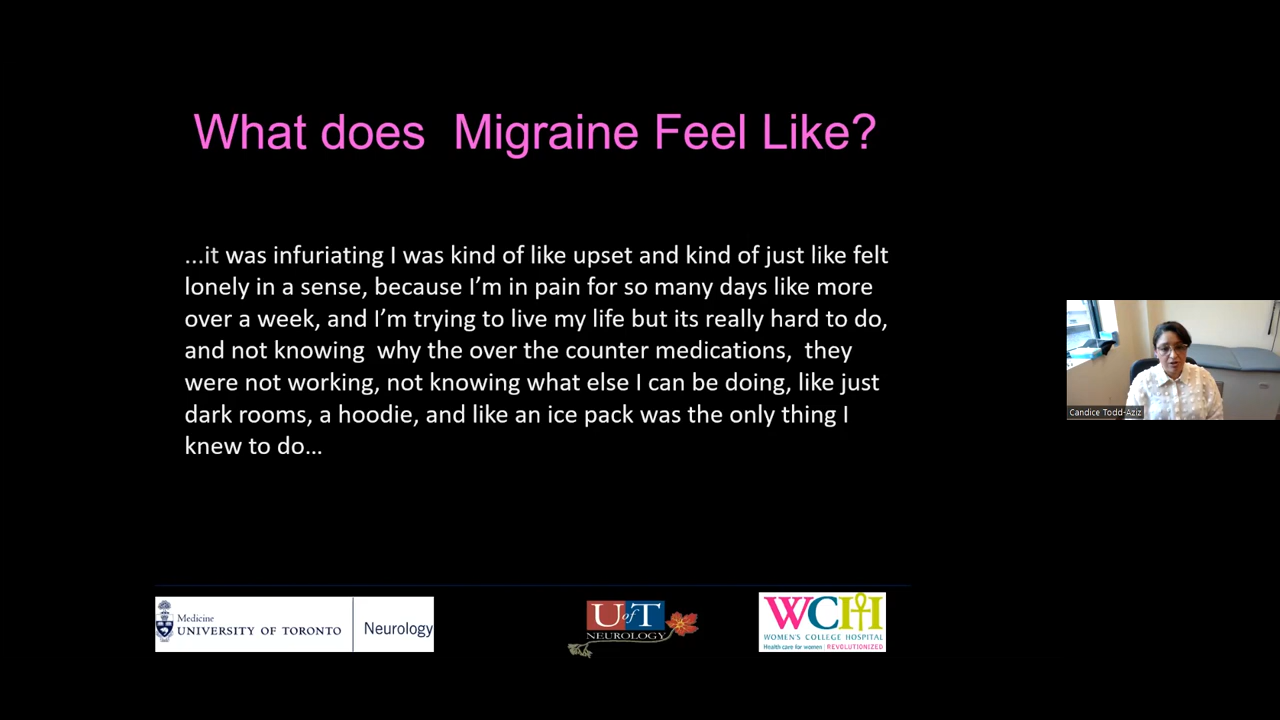 What does  Migraine Feel Like?
...it was infuriating I was kind of like upset and kind of just like felt
lonely in a sense, because I’m in pain for so many days like more
over a week, and I’m trying to live my life but its really hard to do,
and not knowing  why the over the counter medications,  they
were not working, not knowing what else I can be doing, like just
dark rooms, a hoodie, and like an ice pack was the only thing I
knew to do…
Candice Todd-Aziz
Medicine
UNIVERSITY OF TORONTO
Neurology
UofT
NEUROLOGY
WCH
WOMEN'S COLLEGE HOSPITAL
Health care for women | REVOLUTIONIZED